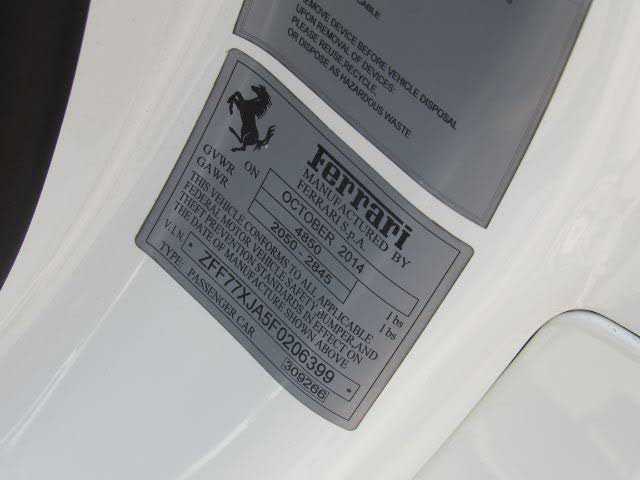 CABLE
REMOVE DEVICE BEFORE VEHICLE DISPOSAL
UPON REMOVAL OF DEVICES:
PLEASE REUSE, RECYCLE,
OR DISPOSE AS HAZARDOUS WASTE
Ferrari
MANUFACTURED BY
FERRARI S.P.A.
ON OCTOBER 2014
GVWR 4850 lbs
GAWR 2050 - 2845 lbs
THIS VEHICLE CONFORMS TO ALL APPLICABLE
FEDERAL MOTOR VEHICLE SAFETY, BUMPER, AND
THEFT PREVENTION STANDARDS IN EFFECT ON
THE DATE OF MANUFACTURE SHOWN ABOVE
V.I.N. * ZFF77XJA5F0206399 *
TYPE PASSENGER CAR 309266